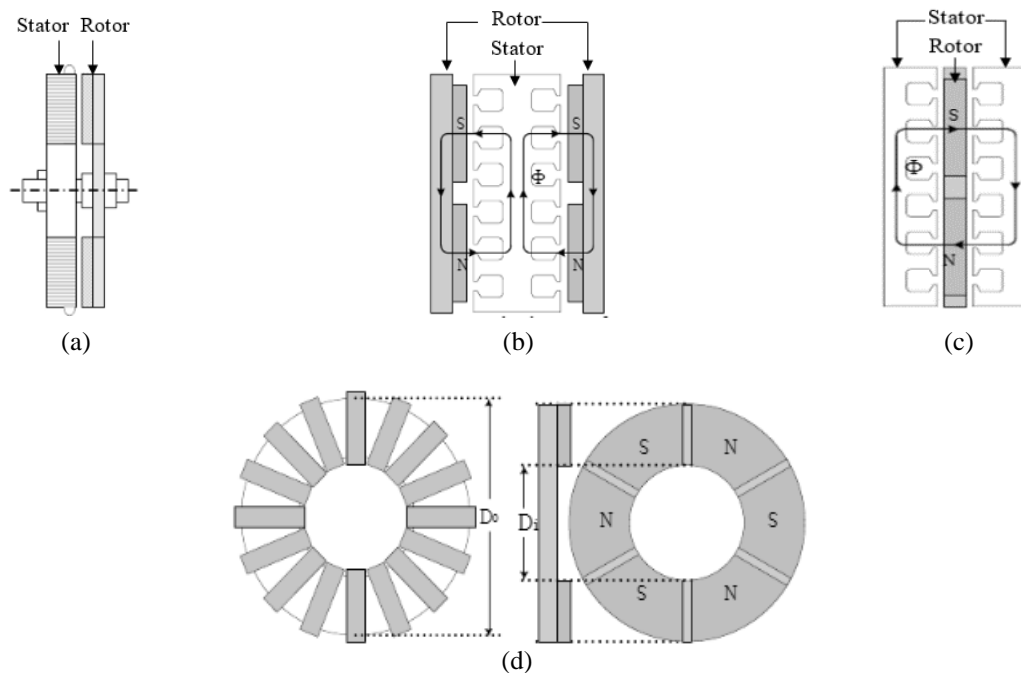 Stator Rotor
Rotor
Stator
S
S
Φ
N
N
Stator
Rotor
S
Φ
N
(a)
(b)
(c)
Do
Di
S
N
N
S
S
N
(d)